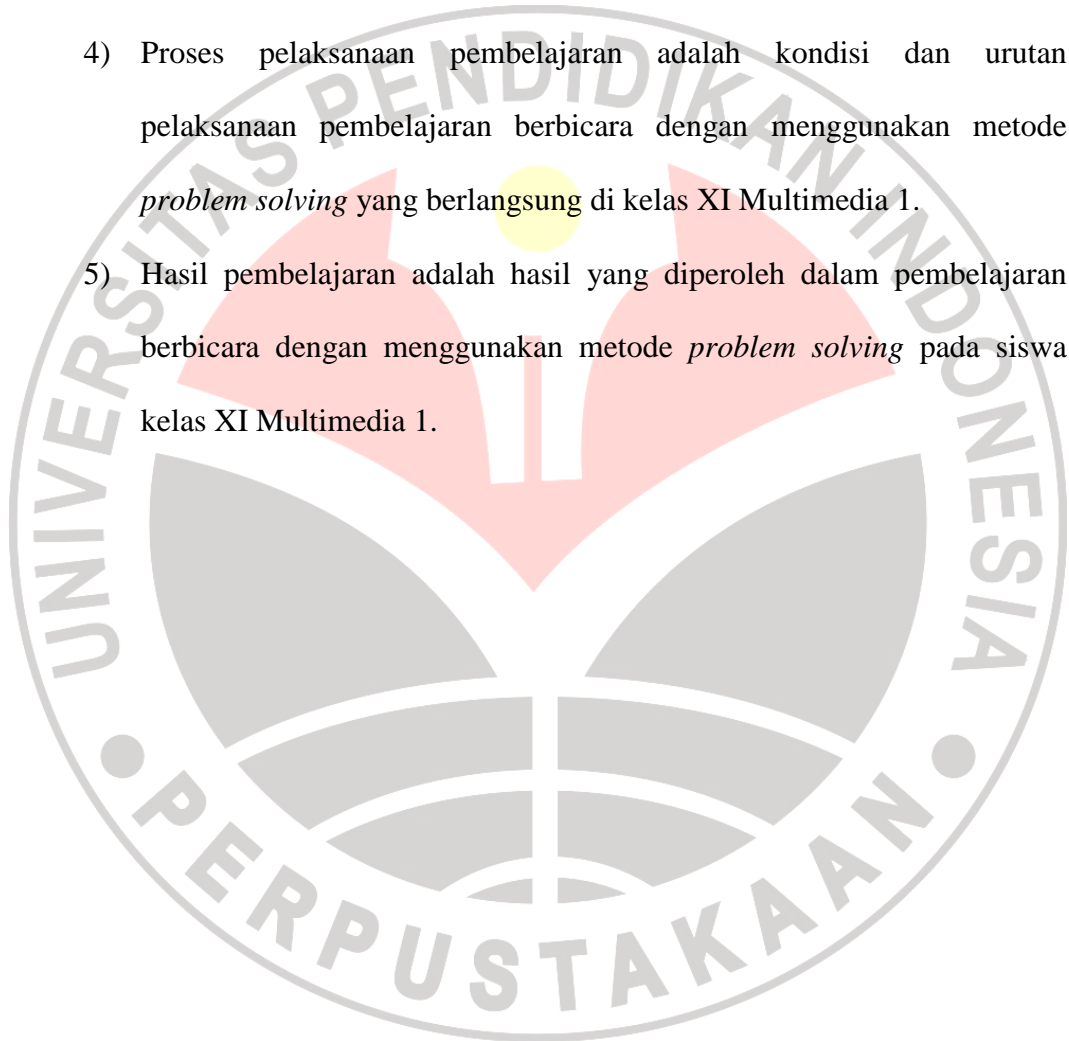 4) Proses pelaksanaan pembelajaran adalah kondisi dan urutan
pelaksanaan pembelajaran berbicara dengan menggunakan metode
problem solving yang berlangsung di kelas XI Multimedia 1.
5) Hasil pembelajaran adalah hasil yang diperoleh dalam pembelajaran
berbicara dengan menggunakan metode problem solving pada siswa
kelas XI Multimedia 1.
UNIVERSITAS PENDIDIKAN INDONESIA
PERPUSTAKAAN